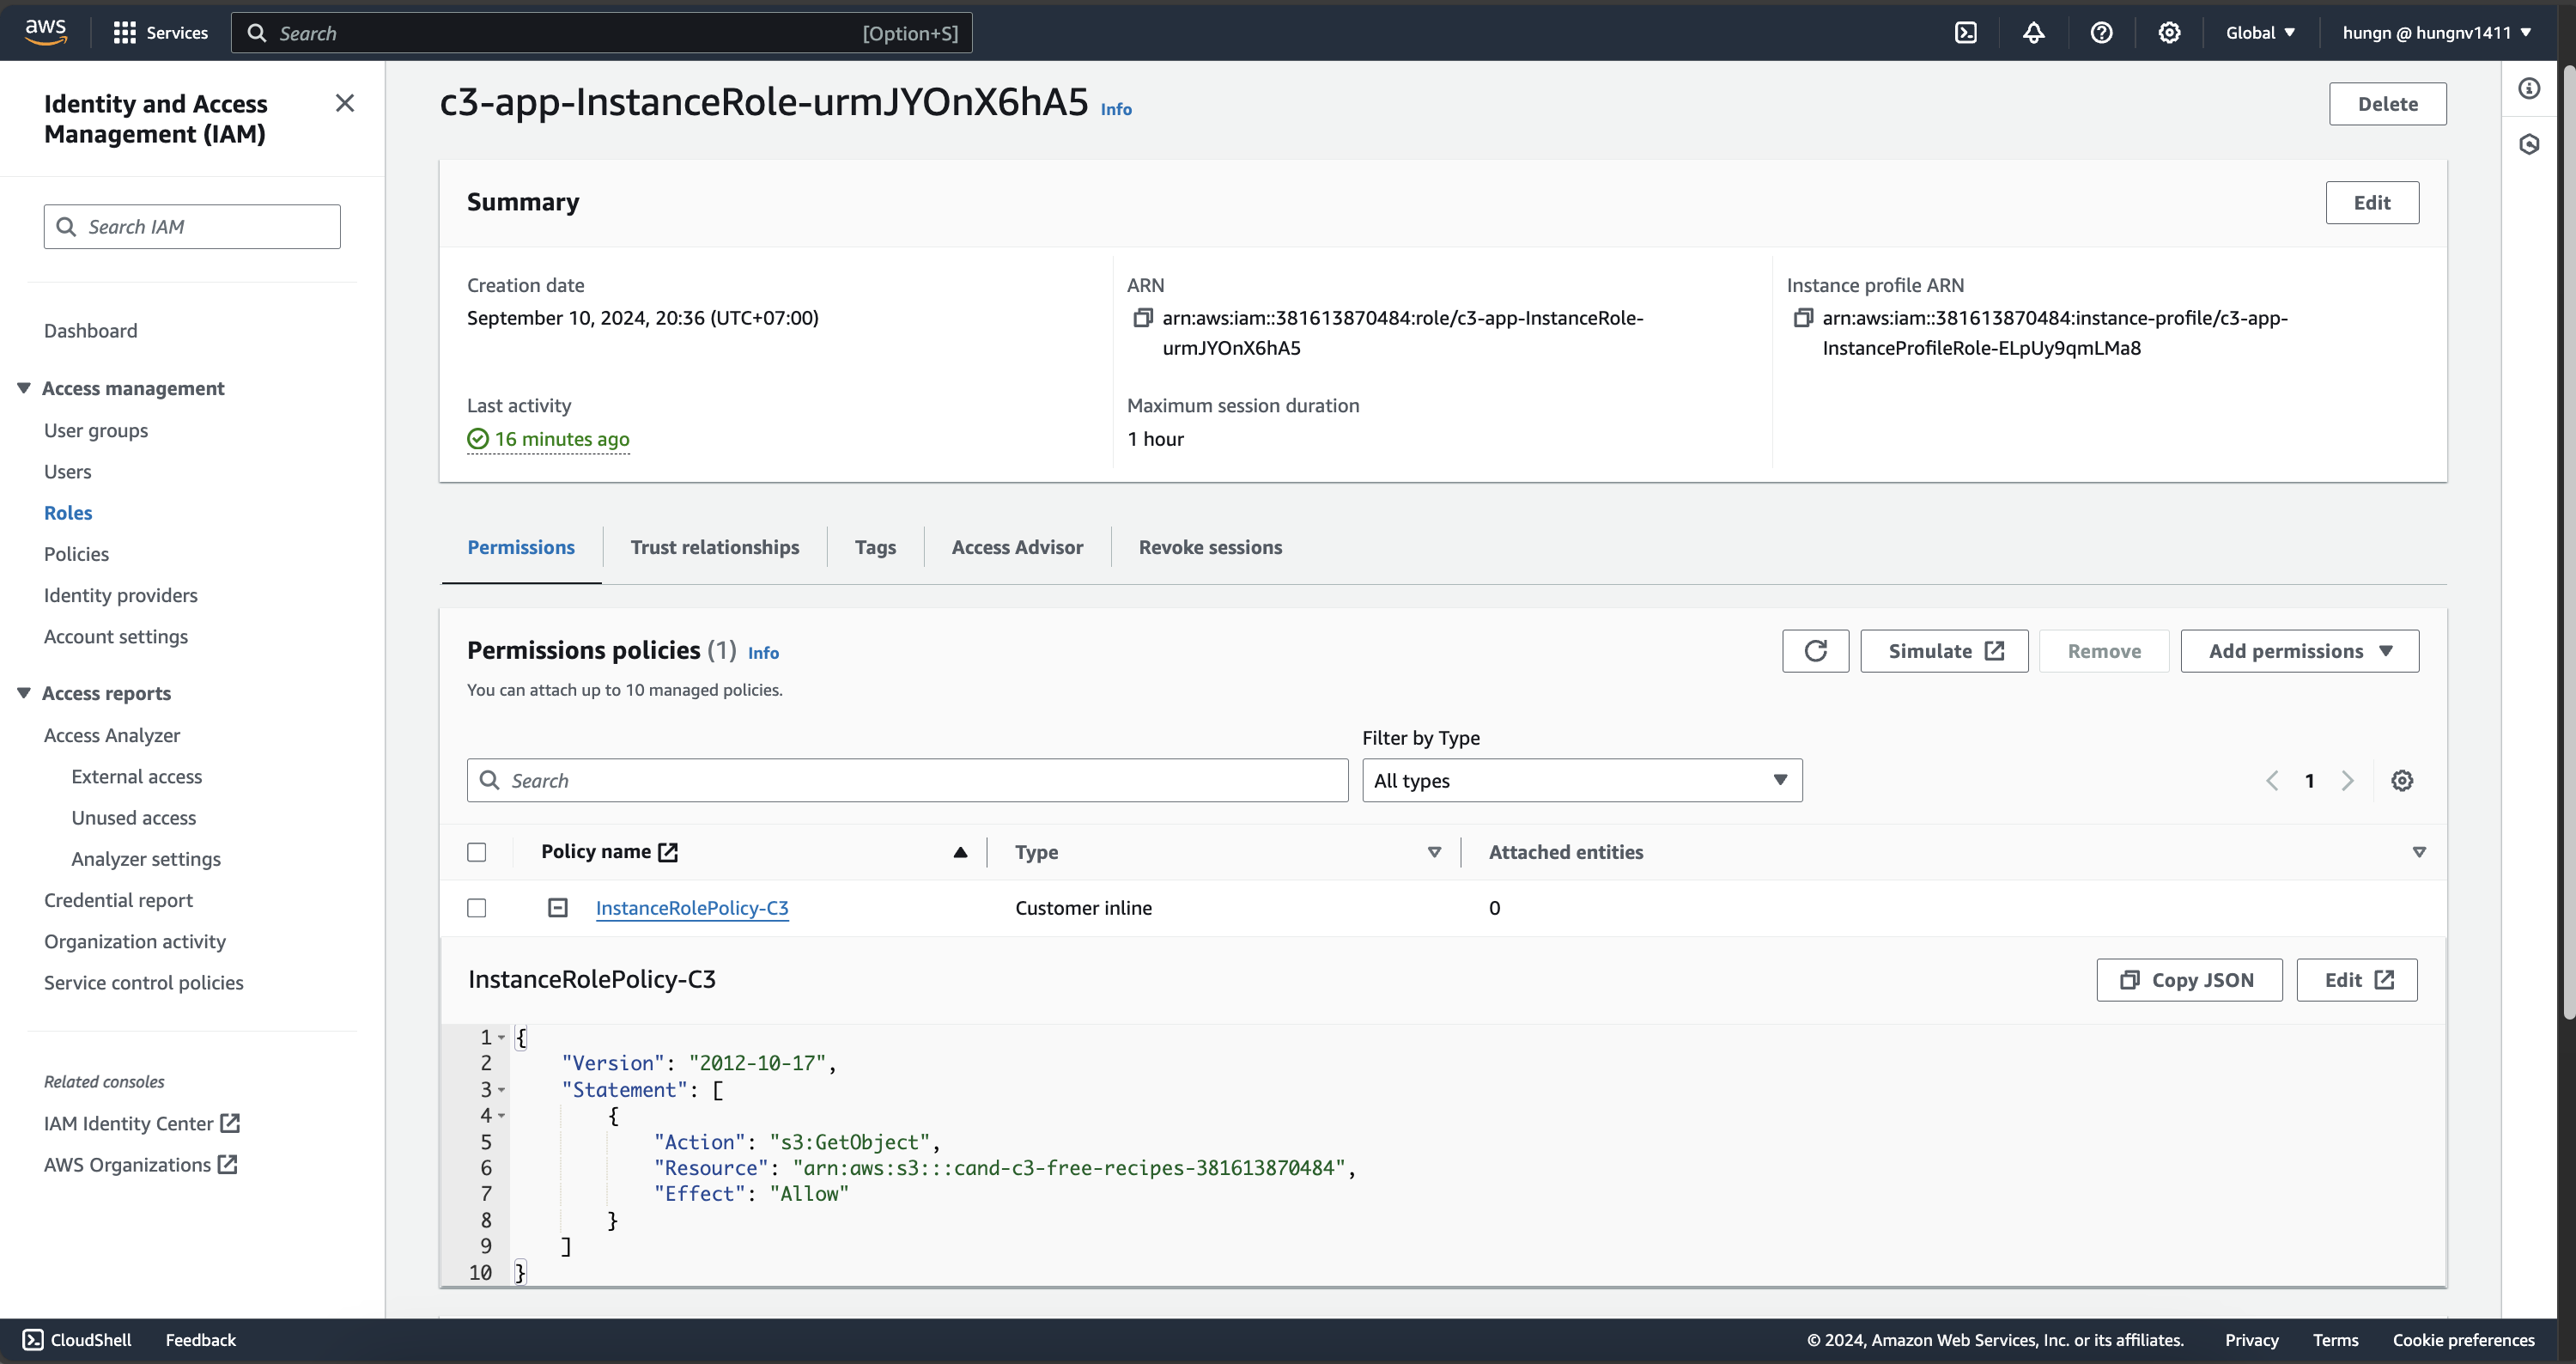 aws
Services
Search
[Option+S]
Global
hungn @ hungnv1411
Identity and Access
Management (IAM)
Search IAM
Dashboard
Access management
User groups
Users
Roles
Policies
Identity providers
Account settings
Access reports
Access Analyzer
External access
Unused access
Analyzer settings
Credential report
Organization activity
Service control policies
Related consoles
IAM Identity Center
AWS Organizations
c3-app-InstanceRole-urmJYOnX6hA5 Info
Delete
Summary
Edit
Creation date
September 10, 2024, 20:36 (UTC+07:00)
ARN
arn:aws:iam::381613870484:role/c3-app-InstanceRole-
urmJYOnX6hA5
Instance profile ARN
arn:aws:iam::381613870484:instance-profile/c3-app-
InstanceProfileRole-ELpUy9qmLMa8
Last activity
16 minutes ago
Maximum session duration
1 hour
Permissions
Trust relationships
Tags
Access Advisor
Revoke sessions
Permissions policies (1) Info
You can attach up to 10 managed policies.
Simulate
Remove
Add permissions
Filter by Type
Search
All types
1
Policy name
Type
Attached entities
InstanceRolePolicy-C3
Customer inline
0
InstanceRolePolicy-C3
Copy JSON
Edit
1 {
2 "Version": "2012-10-17",
3 "Statement": [
4 {
5 "Action": "s3:GetObject",
6 "Resource": "arn:aws:s3:::cand-c3-free-recipes-381613870484",
7 "Effect": "Allow"
8 }
9 ]
10 }
CloudShell
Feedback
© 2024, Amazon Web Services, Inc. or its affiliates.
Privacy
Terms
Cookie preferences